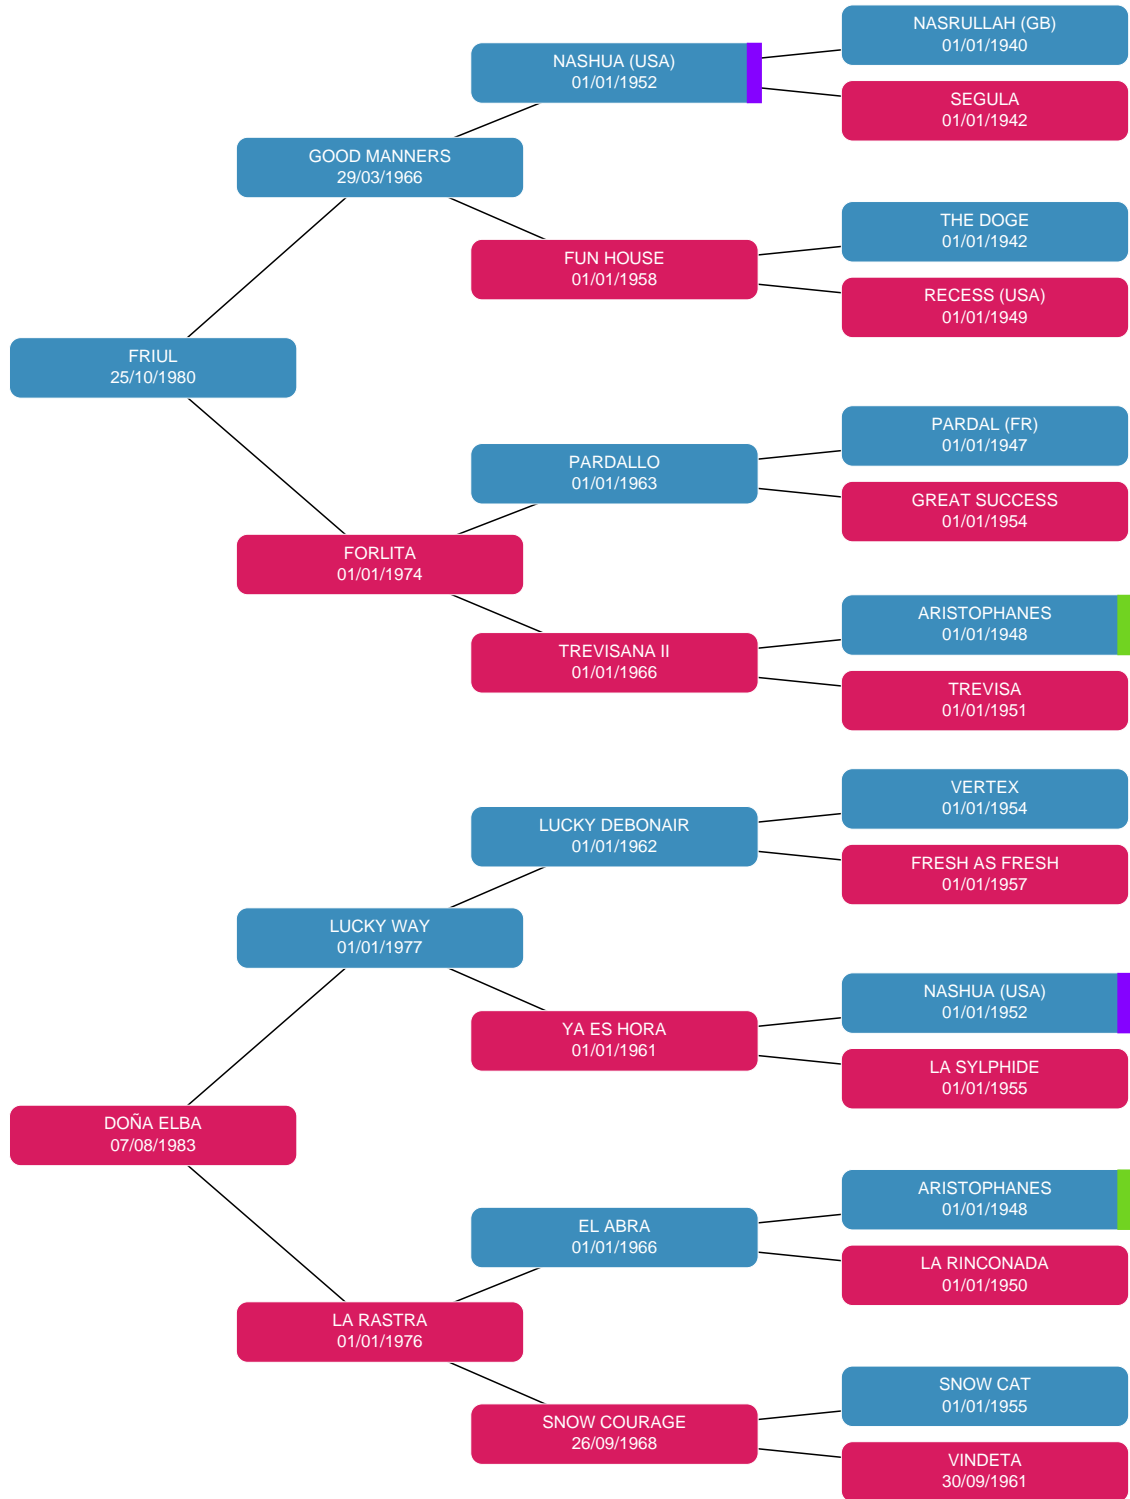 NASRULLAH (GB)
01/01/1940
NASHUA (USA)
01/01/1952
SEGULA
01/01/1942
GOOD MANNERS
29/03/1966
THE DOGE
01/01/1942
FUN HOUSE
01/01/1958
RECESS (USA)
01/01/1949
FRIUL
25/10/1980
PARDAL (FR)
01/01/1947
PARDALLO
01/01/1963
GREAT SUCCESS
01/01/1954
FORLITA
01/01/1974
ARISTOPHANES
01/01/1948
TREVISANA II
01/01/1966
TREVISA
01/01/1951
VERTEX
01/01/1954
LUCKY DEBONAIR
01/01/1962
FRESH AS FRESH
01/01/1957
LUCKY WAY
01/01/1977
NASHUA (USA)
01/01/1952
YA ES HORA
01/01/1961
LA SYLPHIDE
01/01/1955
DOÑA ELBA
07/08/1983
ARISTOPHANES
01/01/1948
EL ABRA
01/01/1966
LA RINCONADA
01/01/1950
LA RASTRA
01/01/1976
SNOW CAT
01/01/1955
SNOW COURAGE
26/09/1968
VINDETA
30/09/1961